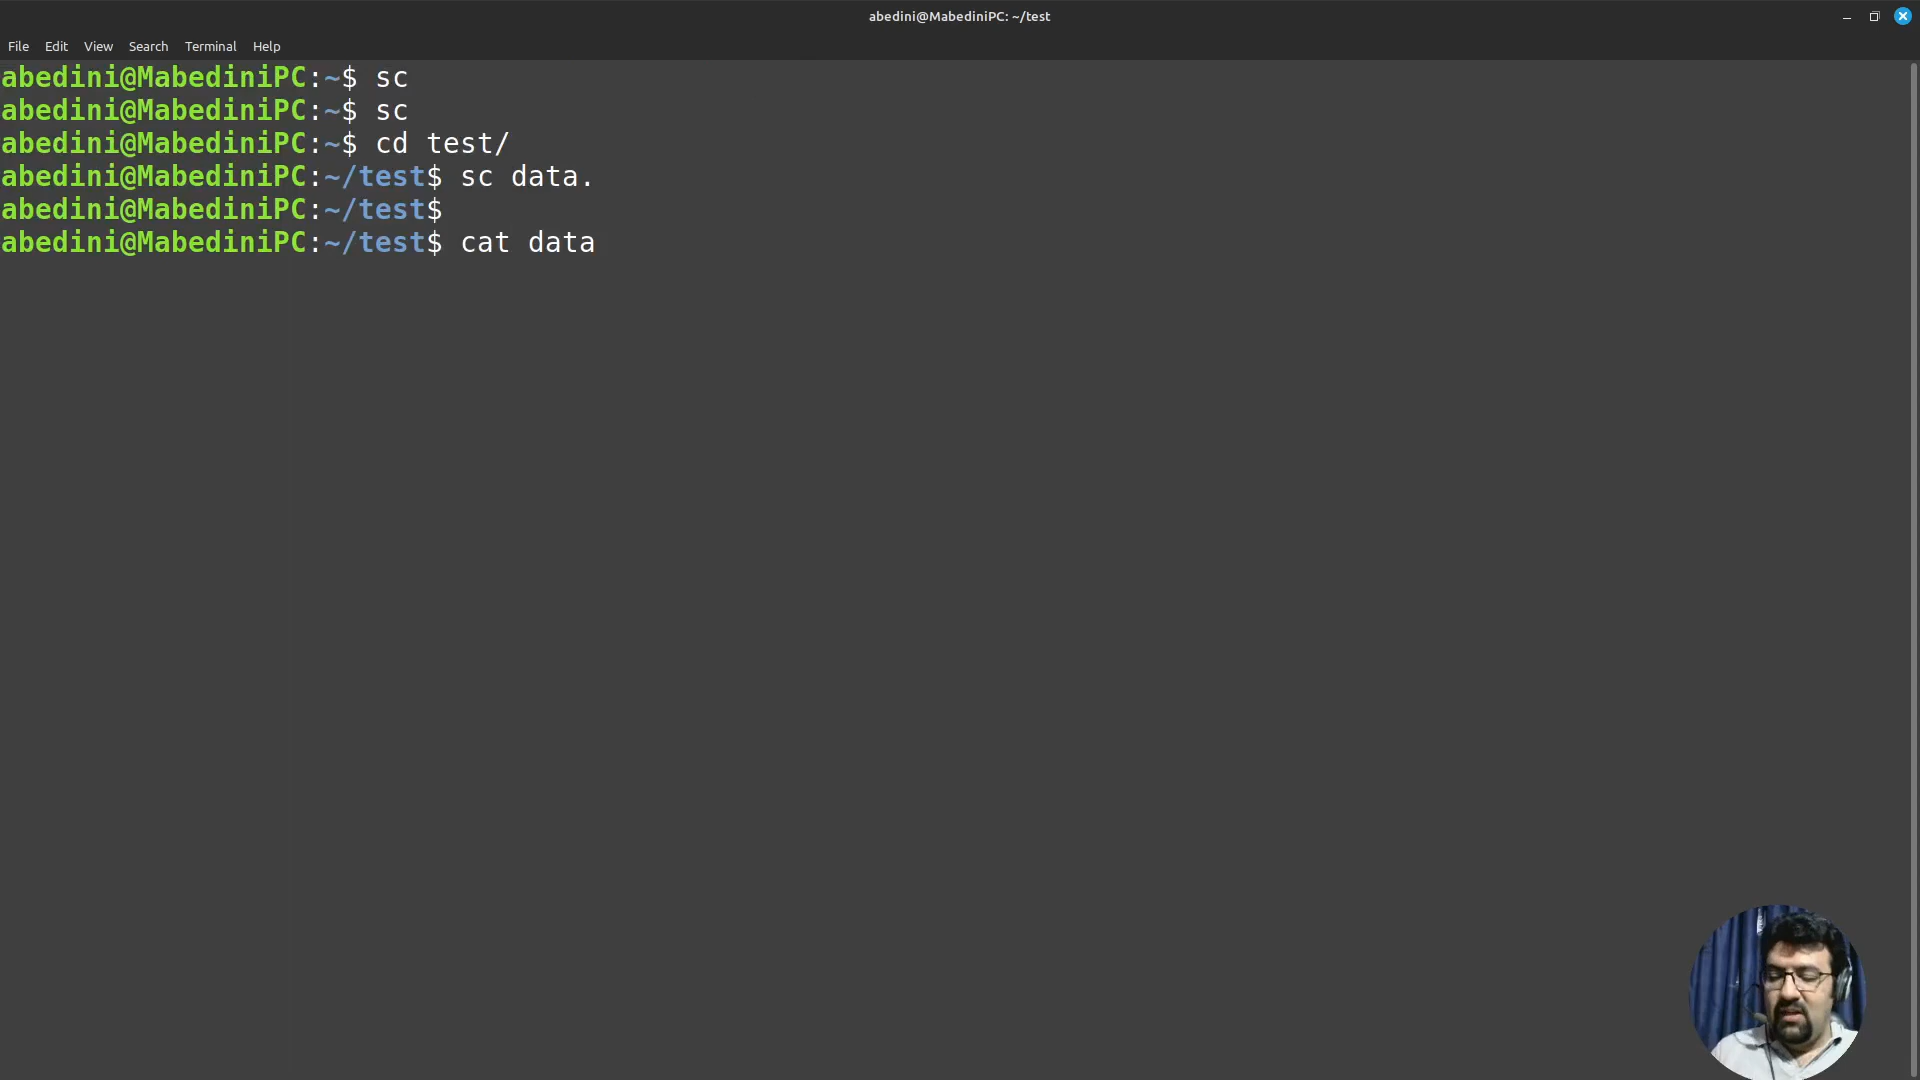 abedini@MabediniPC: ~/test
File Edit View Search Terminal Help
abedini@MabediniPC:~$ sc
abedini@MabediniPC:~$ sc
abedini@MabediniPC:~$ cd test/
abedini@MabediniPC:~/test$ sc data.
abedini@MabediniPC:~/test$
abedini@MabediniPC:~/test$ cat data